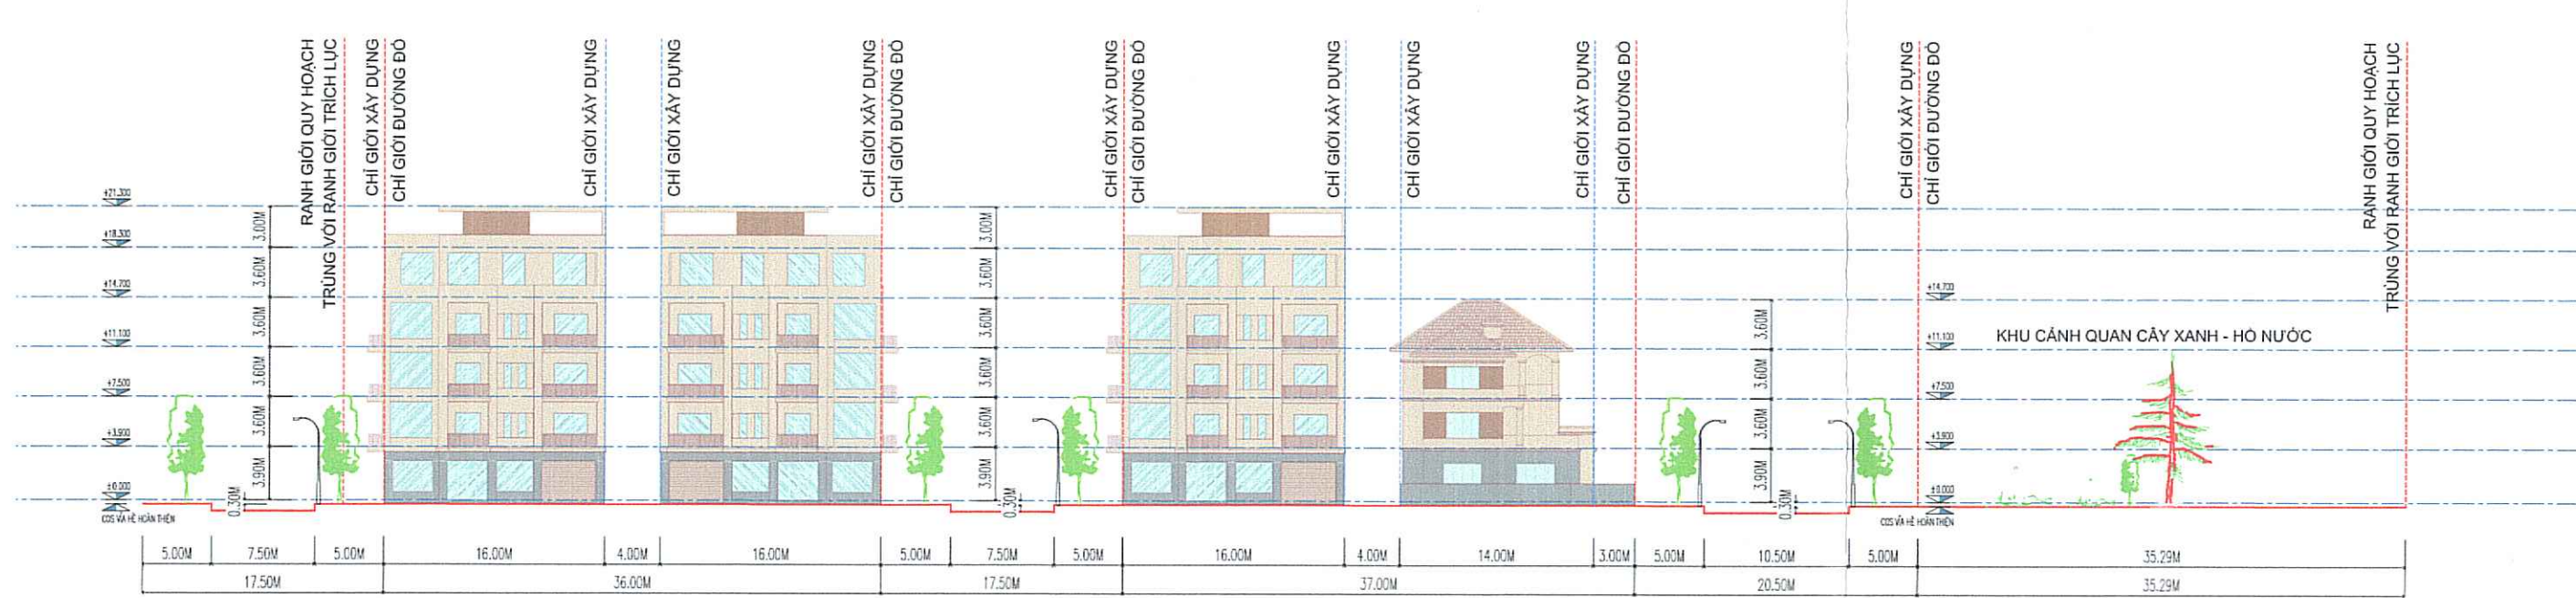 RANH GIỚI QUY HOẠCH
TRÙNG VỚI RANH GIỚI TRÍCH LỤC
CHỈ GIỚI XÂY DỰNG
CHỈ GIỚI ĐƯỜNG ĐỎ
CHỈ GIỚI XÂY DỰNG
CHỈ GIỚI XÂY DỰNG
CHỈ GIỚI XÂY DỰNG
CHỈ GIỚI ĐƯỜNG ĐỎ
CHỈ GIỚI XÂY DỰNG
CHỈ GIỚI ĐƯỜNG ĐỎ
CHỈ GIỚI XÂY DỰNG
CHỈ GIỚI XÂY DỰNG
CHỈ GIỚI XÂY DỰNG
CHỈ GIỚI ĐƯỜNG ĐỎ
CHỈ GIỚI XÂY DỰNG
CHỈ GIỚI ĐƯỜNG ĐỎ
RANH GIỚI QUY HOẠCH
TRÙNG VỚI RANH GIỚI TRÍCH LỤC
+21.300
+18.300
+14.700
+11.100
+7.500
+3.900
±0.000
COS VỈA HÈ HOÀN THIỆN
3.00M
3.60M
3.60M
3.60M
3.60M
3.90M
0.30M
3.00M
3.60M
3.60M
3.60M
3.60M
3.90M
0.30M
3.60M
3.60M
3.60M
3.90M
0.30M
+14.700
+11.100
+7.500
+3.900
±0.000
COS VỈA HÈ HOÀN THIỆN
KHU CẢNH QUAN CÂY XANH - HỒ NƯỚC
5.00M 7.50M 5.00M 16.00M 4.00M 16.00M 5.00M 7.50M 5.00M 16.00M 4.00M 14.00M 3.00M 5.00M 10.50M 5.00M 35.29M
17.50M 36.00M 17.50M 37.00M 20.50M 35.29M